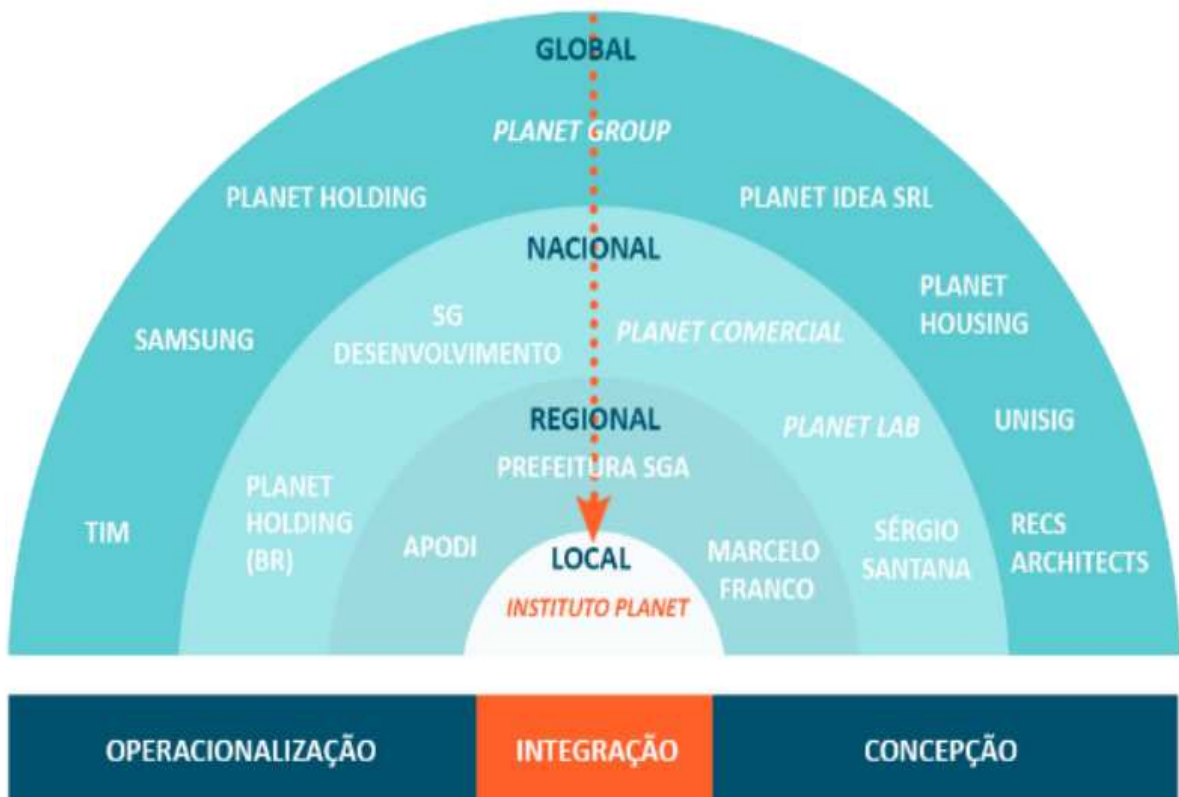 GLOBAL
PLANET GROUP
PLANET HOLDING
PLANET IDEA SRL
NACIONAL
PLANET
HOUSING
SG
DESENVOLVIMENTO
PLANET COMERCIAL
SAMSUNG
REGIONAL
PLANET LAB
UNISIG
PREFEITURA SGA
PLANET
HOLDING
(BR)
TIM
APODI
LOCAL
MARCELO
FRANCO
SÉRGIO
SANTANA
RECS
ARCHITECTS
INSTITUTO PLANET
OPERACIONALIZAÇÃO
INTEGRAÇÃO
CONCEPÇÃO